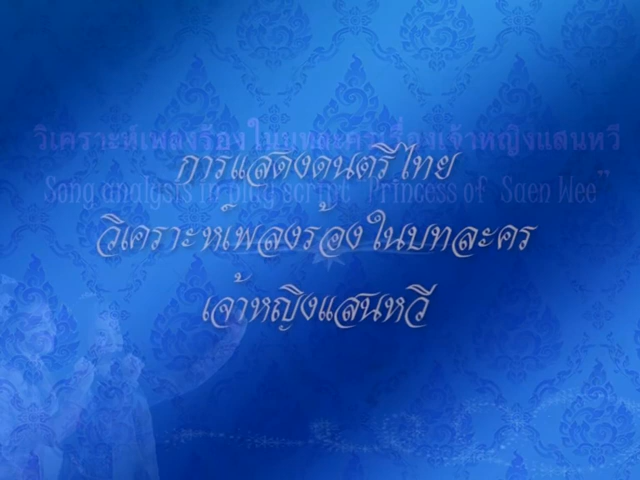 วิเคราะห์เพลงร้องในบทละครเรื่องเจ้าหญิงแสนหวี
การแสดงดนตรีไทย
Song analysis in play script "Princess of Saen Wee"
วิเคราะห์เพลงร้องในบทละคร
เจ้าหญิงแสนหวี